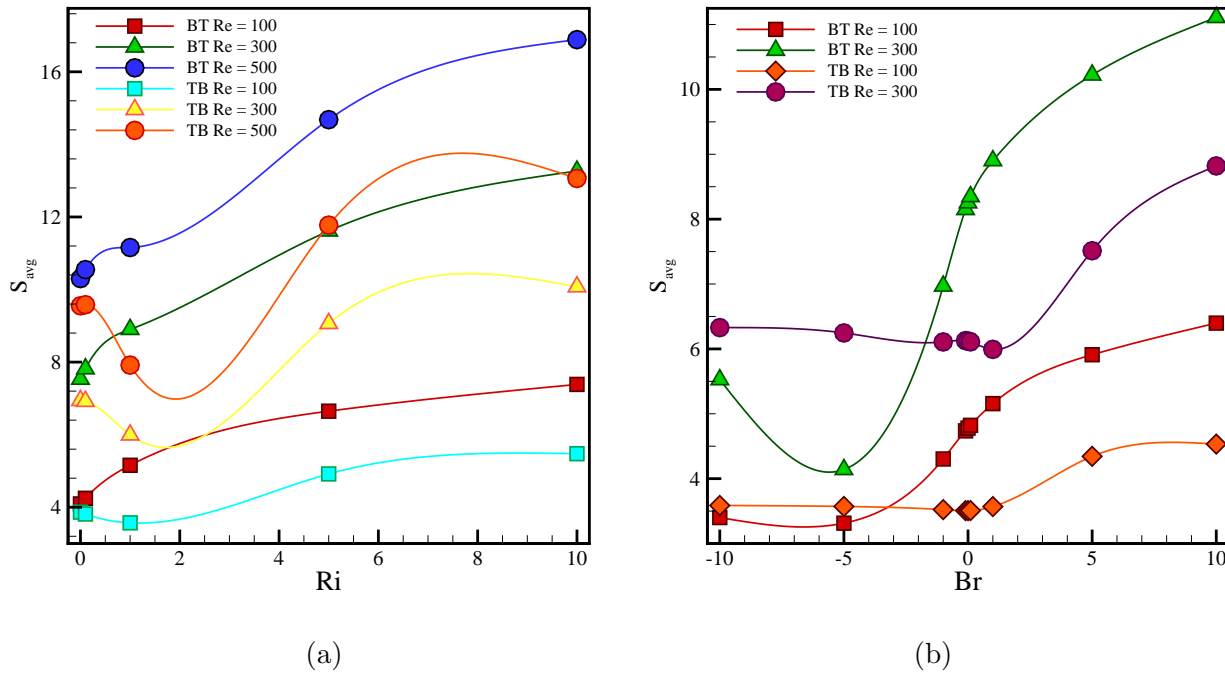 BT Re = 100
BT Re = 300
BT Re = 500
TB Re = 100
TB Re = 300
TB Re = 500
16
12
8
4
S_avg
0
2
4
6
8
10
Ri
(a)
BT Re = 100
BT Re = 300
TB Re = 100
TB Re = 300
10
8
6
4
S_avg
-10
-5
0
5
10
Br
(b)